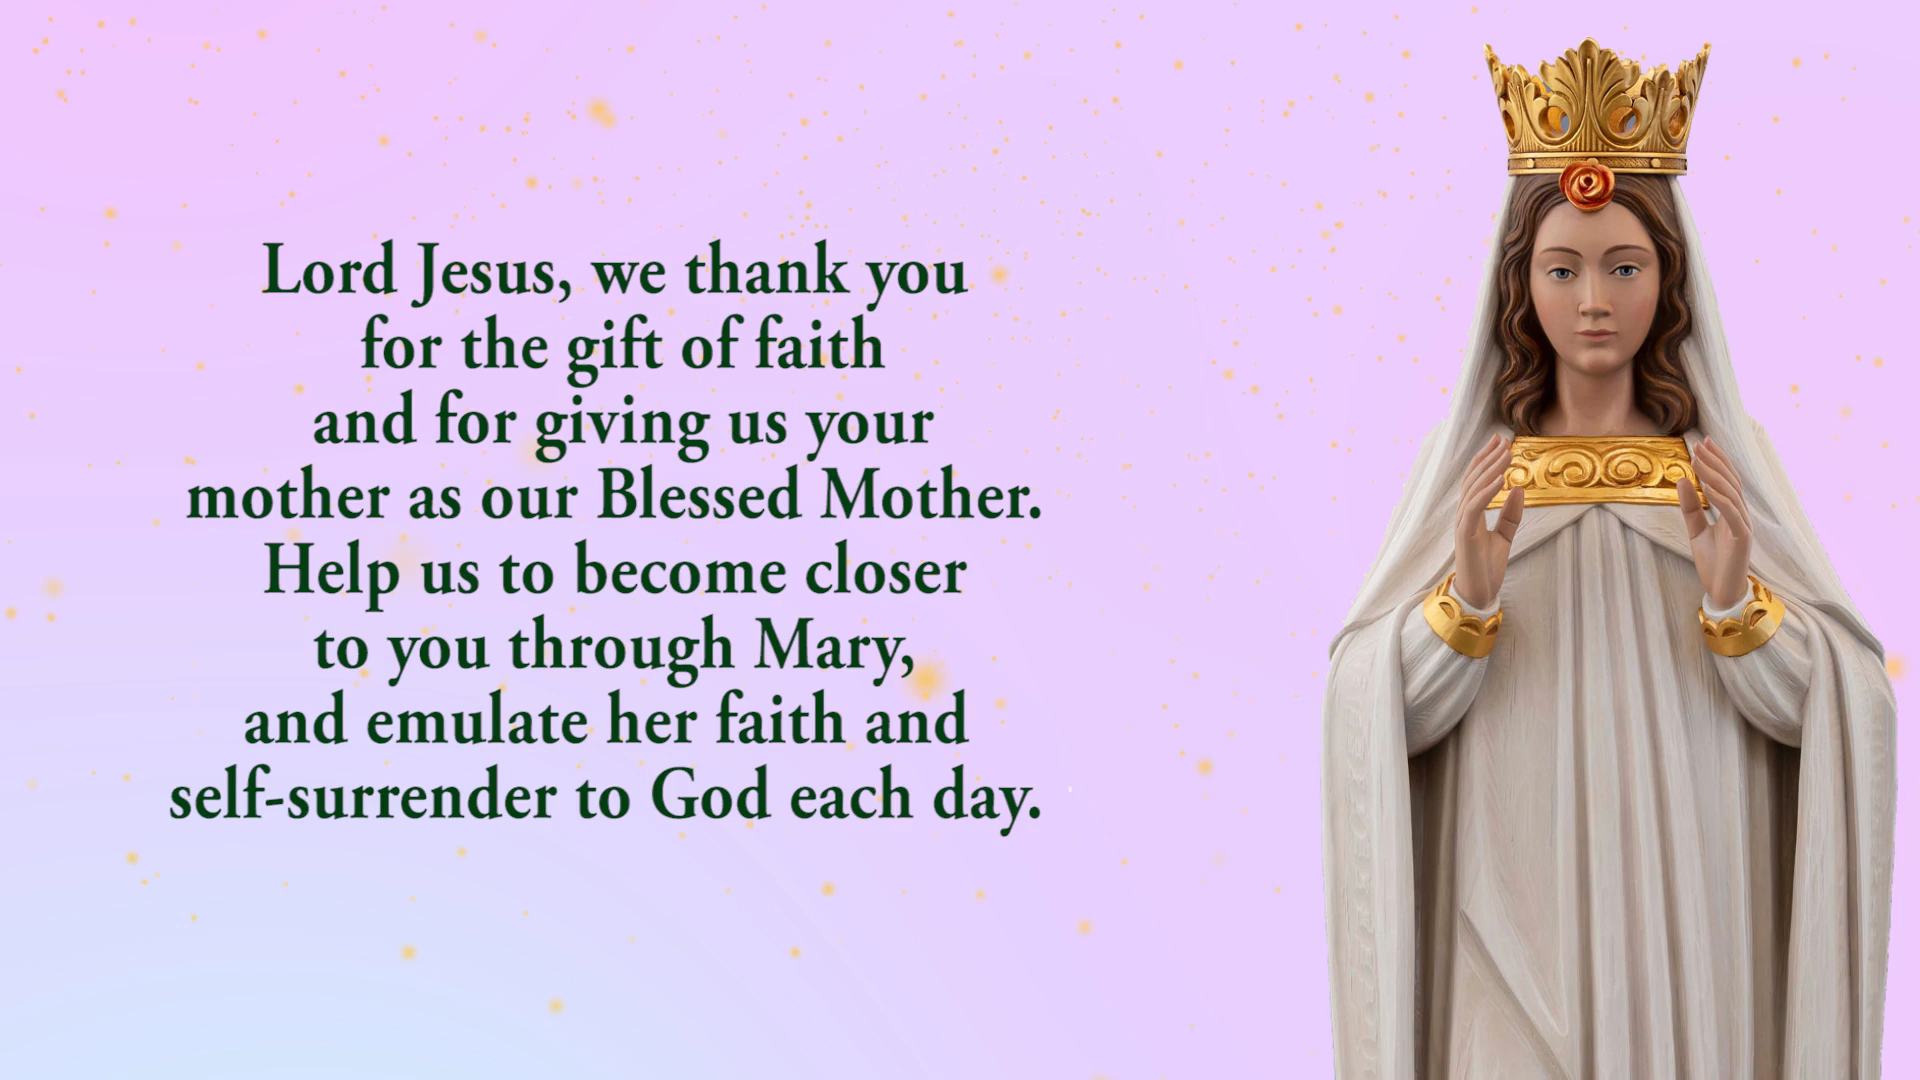 Lord Jesus, we thank you
for the gift of faith
and for giving us your
mother as our Blessed Mother.
Help us to become closer
to you through Mary,
and emulate her faith and
self-surrender to God each day.